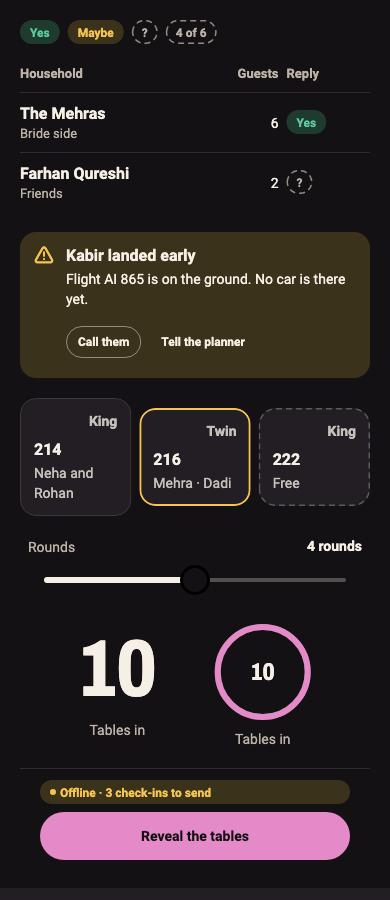 Yes Maybe ? 4 of 6
Household Guests Reply
The Mehras
Bride side
6 Yes
Farhan Qureshi
Friends
2 ?
Kabir landed early
Flight AI 865 is on the ground. No car is there
yet.
Call them Tell the planner
King
214
Neha and
Rohan
Twin
216
Mehra · Dadi
King
222
Free
Rounds 4 rounds
10
Tables in
10
Tables in
Offline · 3 check-ins to send
Reveal the tables